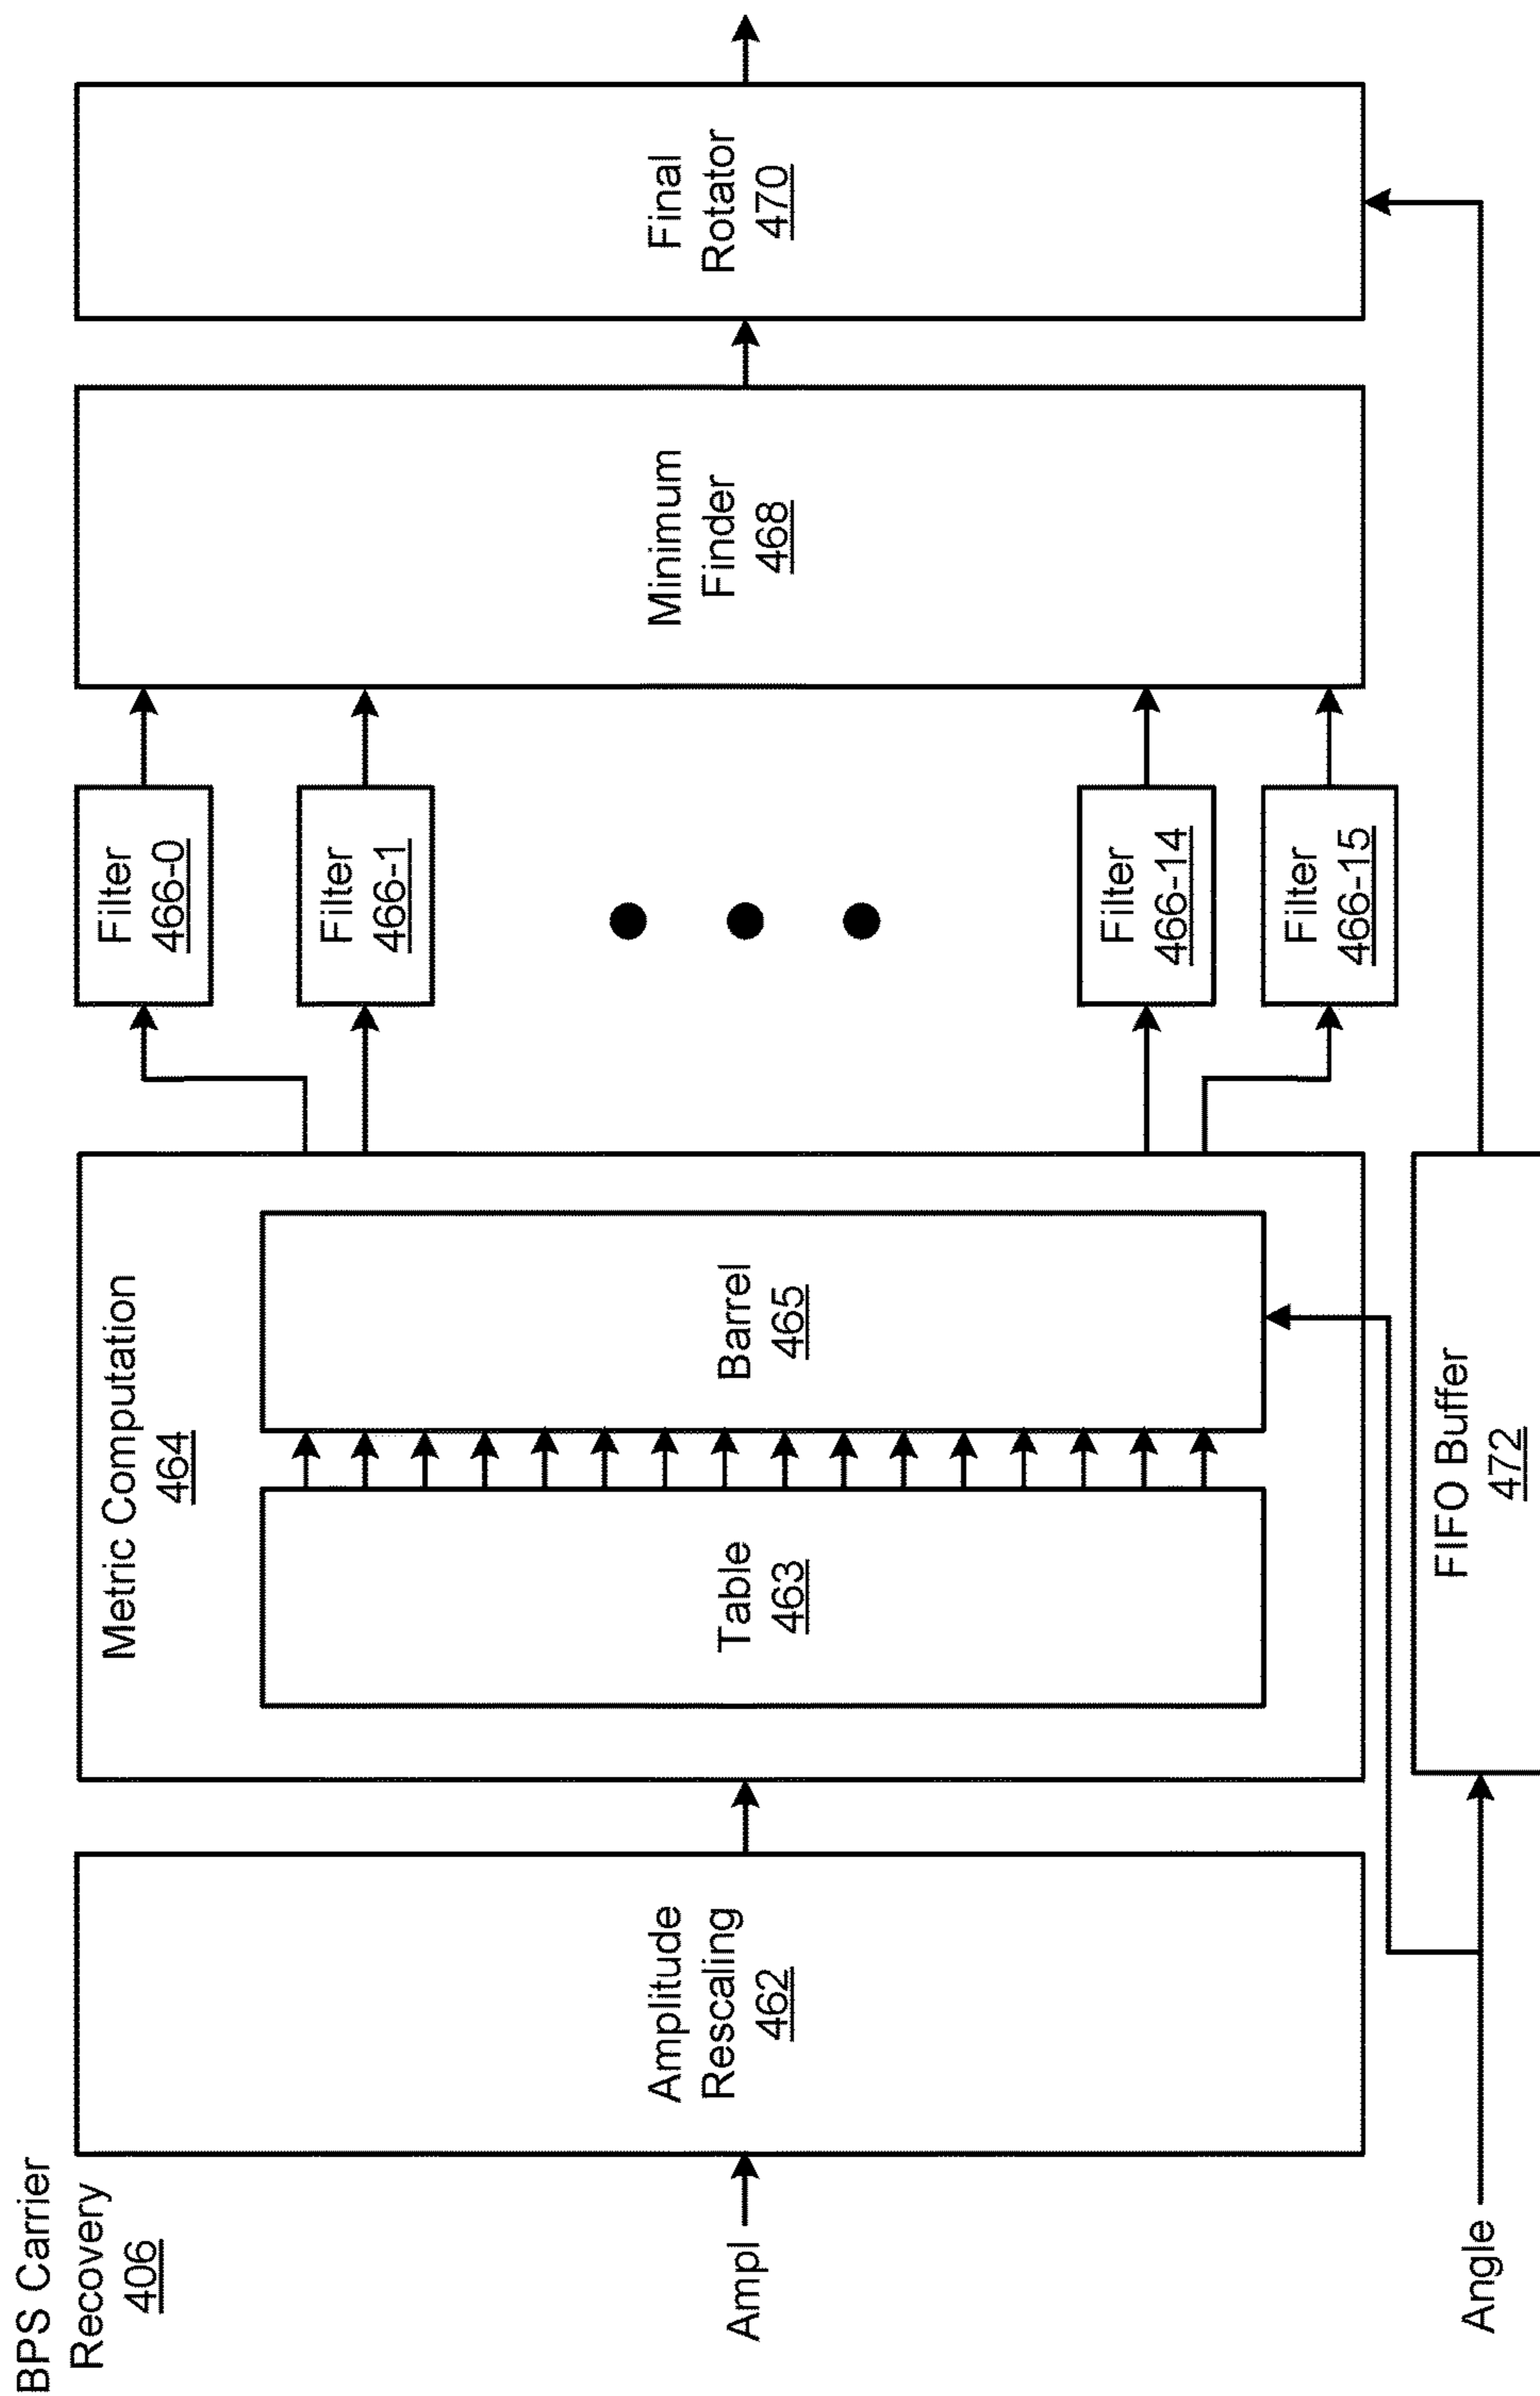 BPS Carrier
Recovery
406
Ampl
Angle
Amplitude
Rescaling
462
Metric Computation
464
Table
463
Barrel
465
FIFO Buffer
472
Filter
466-0
Filter
466-1
Filter
466-14
Filter
466-15
Minimum
Finder
468
Final
Rotator
470